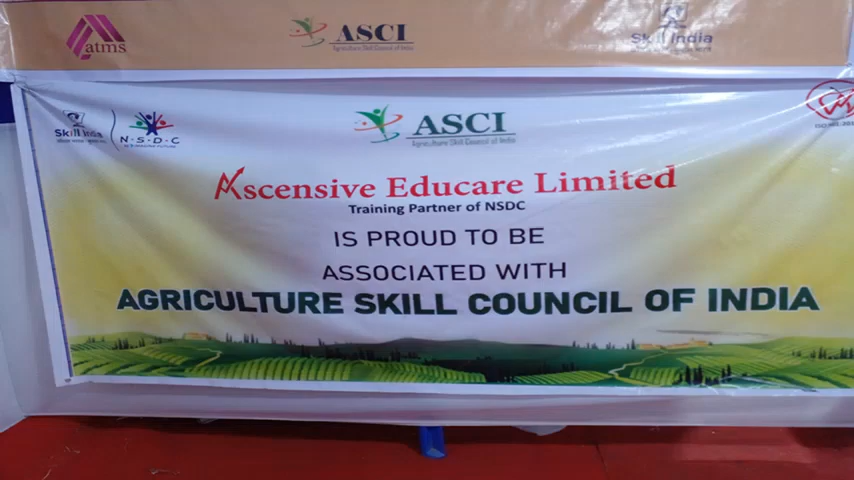 atms
ASCI
Agriculture Skill Council of India
Skill India
Skill India
N·S·D·C
ASCI
Agriculture Skill Council of India
Ascensive Educare Limited
Training Partner of NSDC
IS PROUD TO BE
ASSOCIATED WITH
AGRICULTURE SKILL COUNCIL OF INDIA